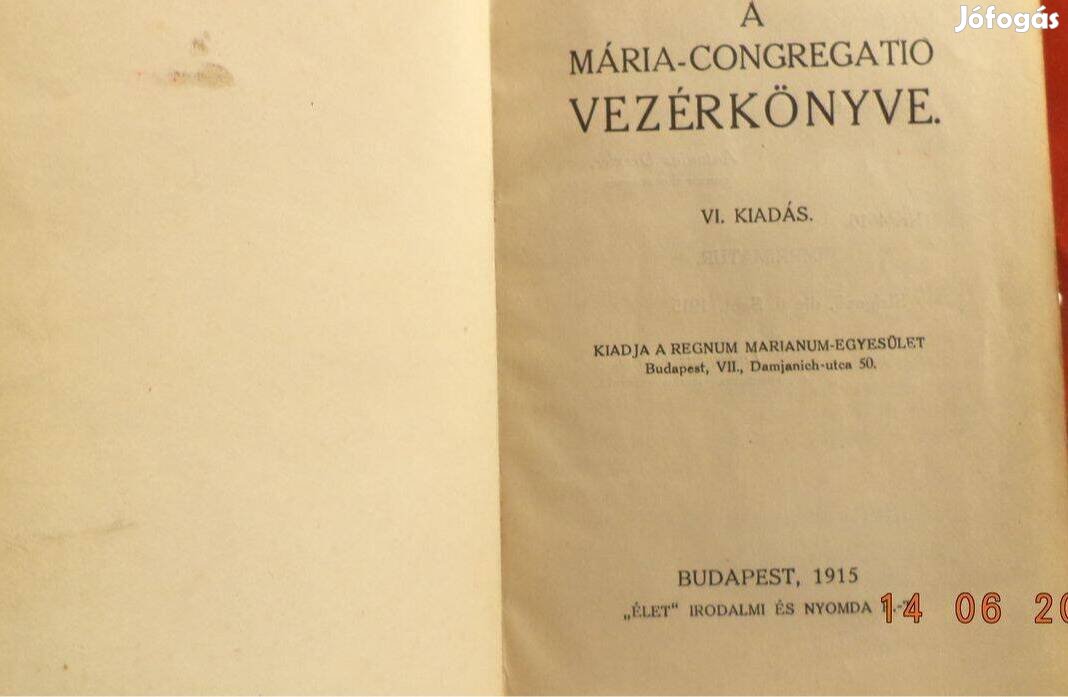 Jófogás
A
MÁRIA-CONGREGATIO
VEZÉRKÖNYVE.
VI. KIADÁS.
KIADJA A REGNUM MARIANUM-EGYESÜLET
Budapest, VII., Damjanich-utca 50.
BUDAPEST, 1915
„ÉLET" IRODALMI ÉS NYOMDA
14 06 20